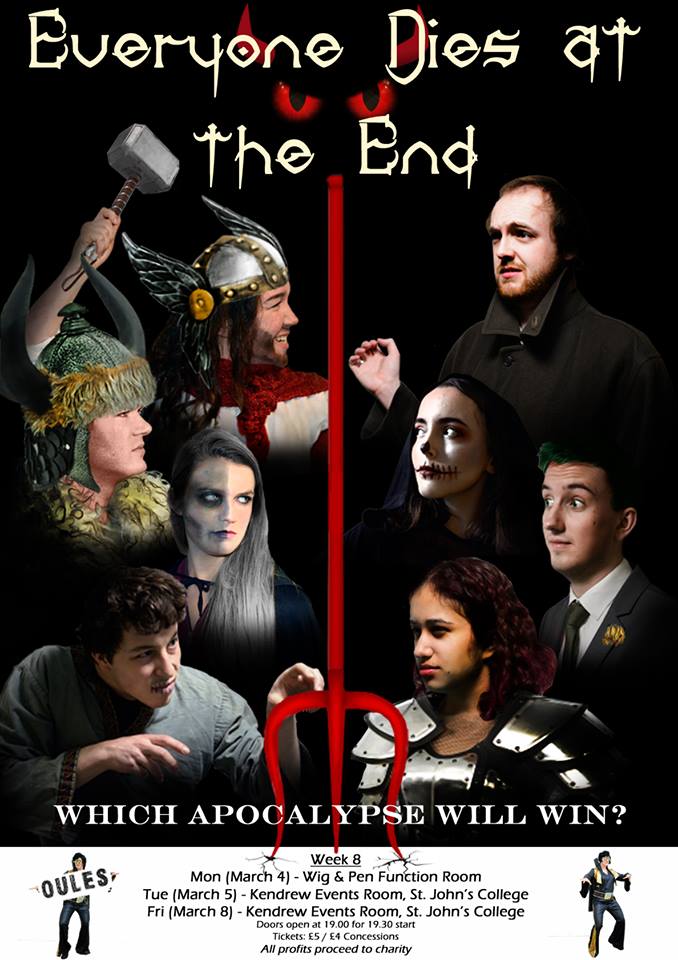 Everyone Dies at
the End
WHICH APOCALYPSE WILL WIN?
OULES
Week 8
Mon (March 4) - Wig & Pen Function Room
Tue (March 5) - Kendrew Events Room, St. John's College
Fri (March 8) - Kendrew Events Room, St. John's College
Doors open at 19.00 for 19.30 start
Tickets: £5 / £4 Concessions
All profits proceed to charity